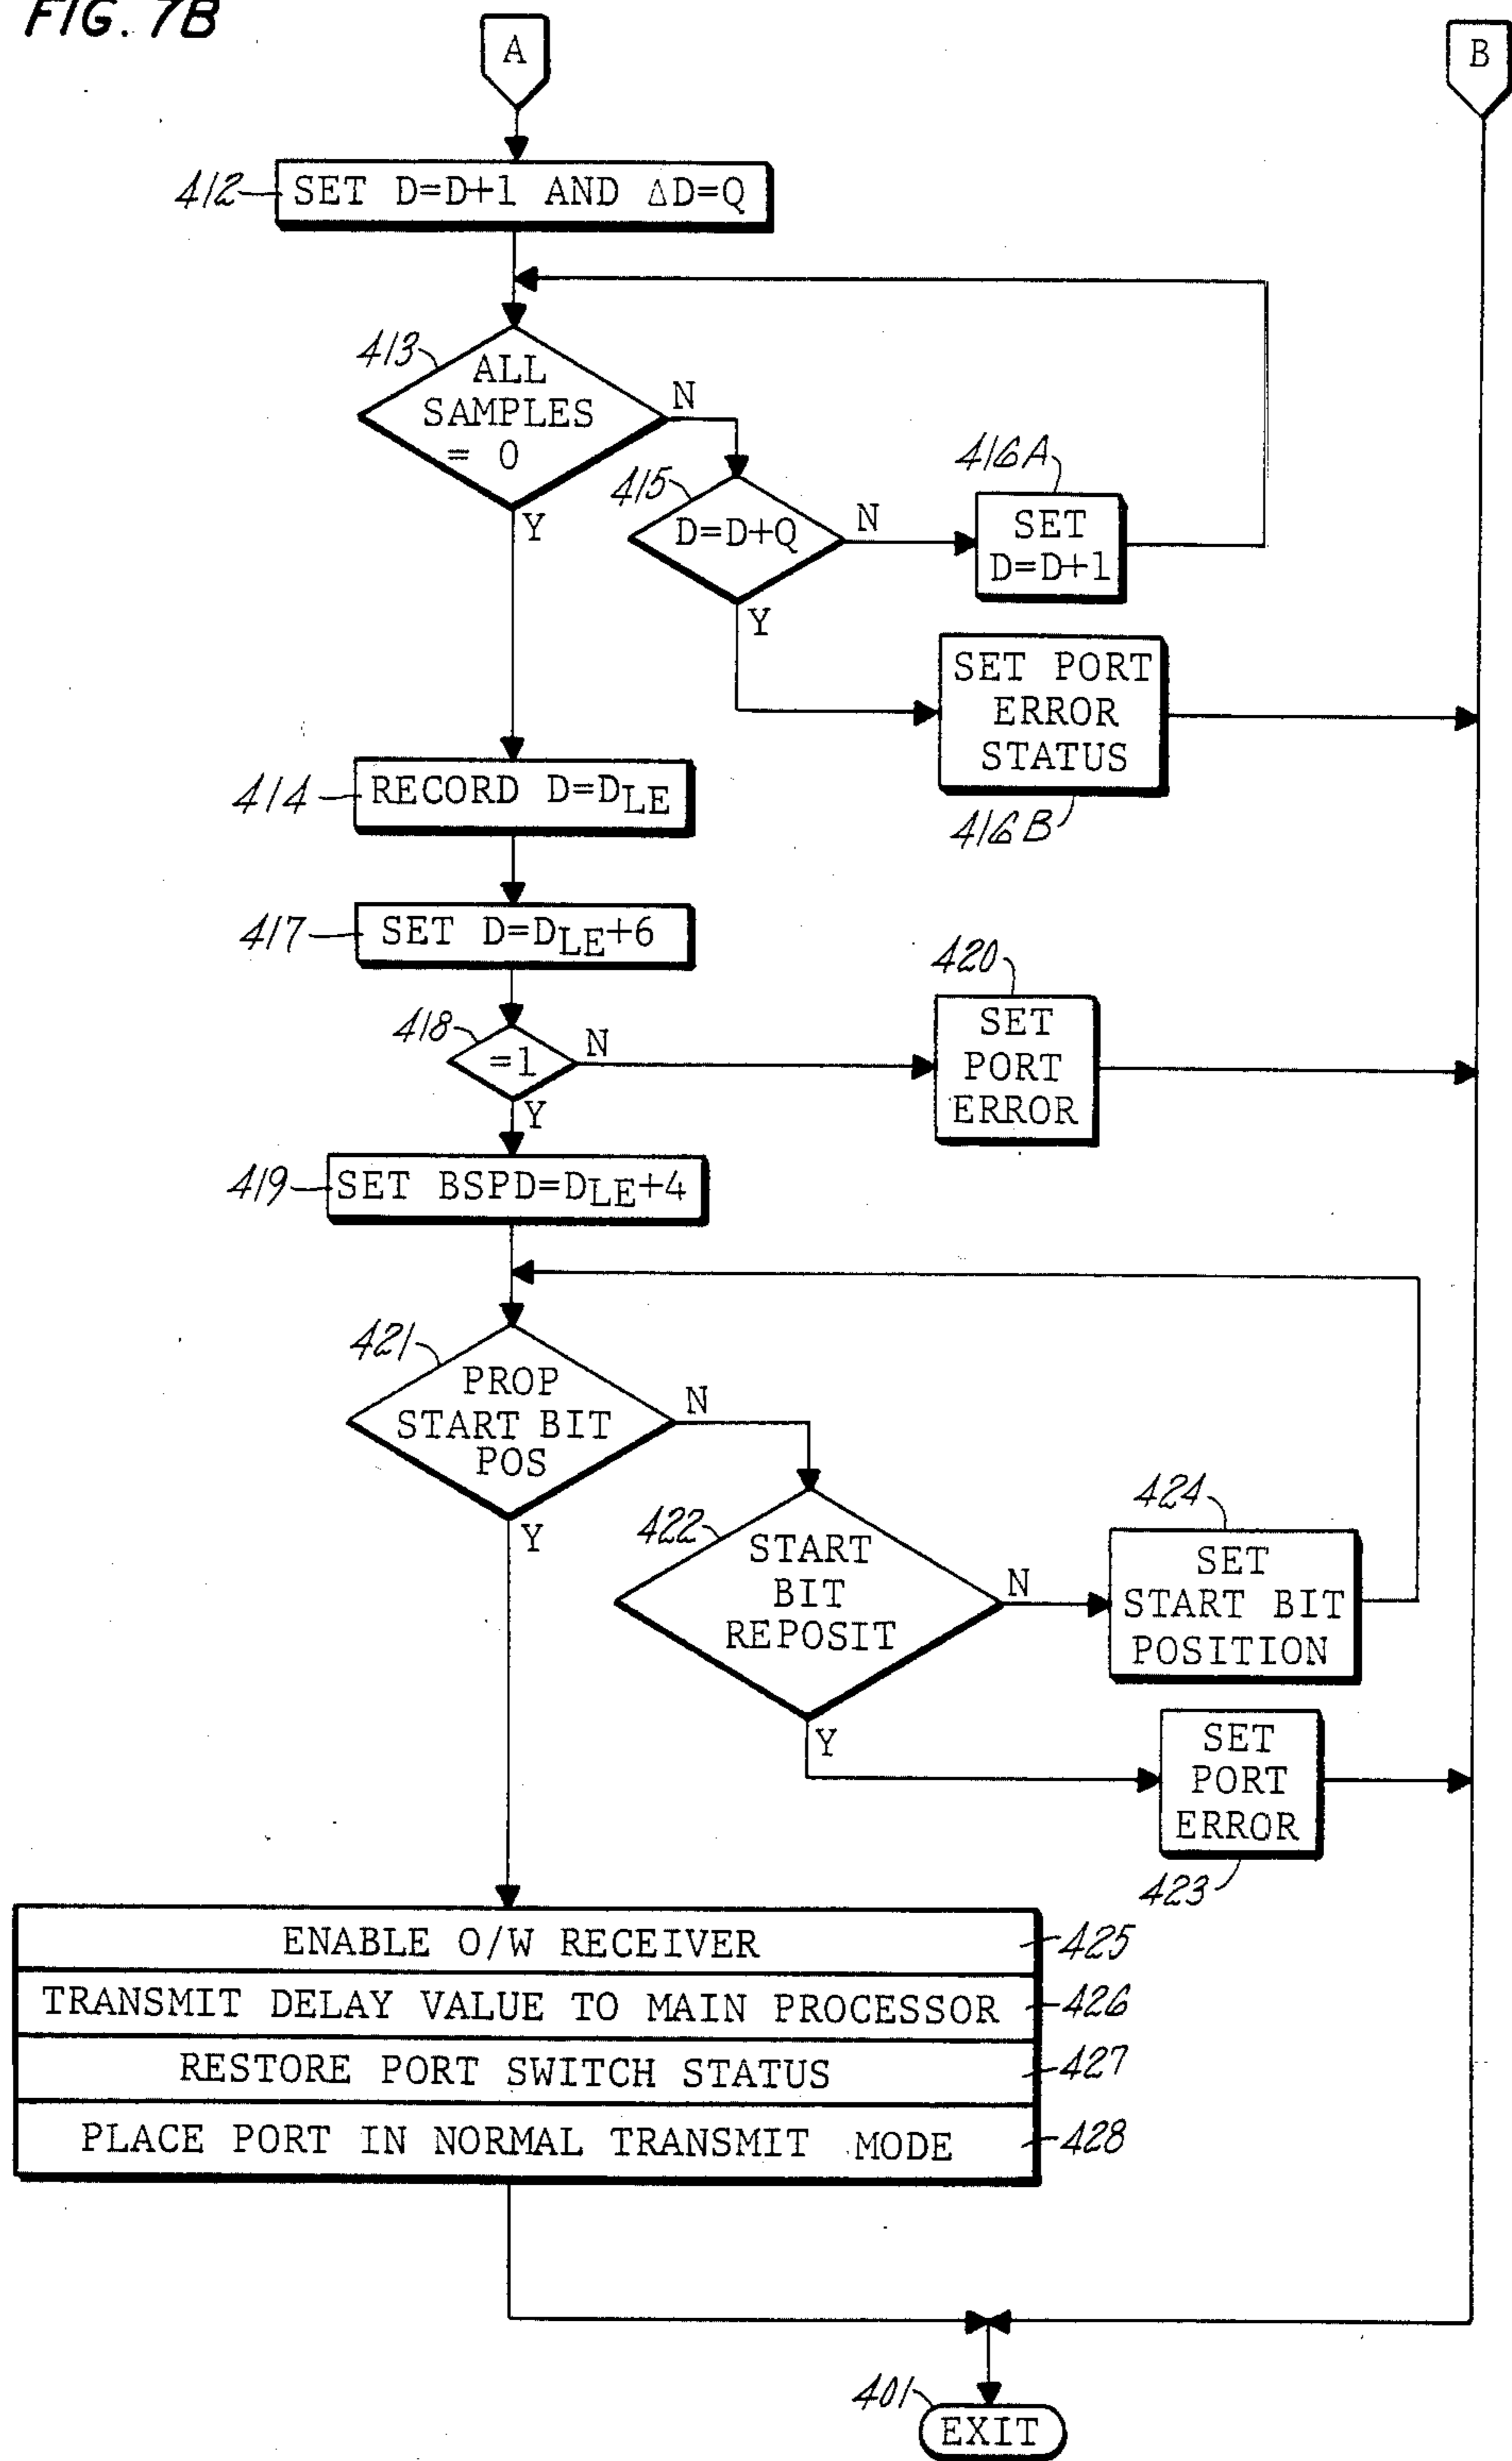 FIG. 7B
A
B
412
SET D=D+1 AND ΔD=Q
413
ALL
SAMPLES
= 0
N
Y
415
D=D+Q
N
Y
416A
SET
D=D+1
SET PORT
ERROR
STATUS
416B
414
RECORD D=DLE
417
SET D=DLE+6
418
=1
N
Y
420
SET
PORT
ERROR
419
SET BSPD=DLE+4
421
PROP
START BIT
POS
N
Y
422
START
BIT
REPOSIT
N
Y
424
SET
START BIT
POSITION
SET
PORT
ERROR
423
ENABLE O/W RECEIVER
425
TRANSMIT DELAY VALUE TO MAIN PROCESSOR
426
RESTORE PORT SWITCH STATUS
427
PLACE PORT IN NORMAL TRANSMIT MODE
428
401
EXIT